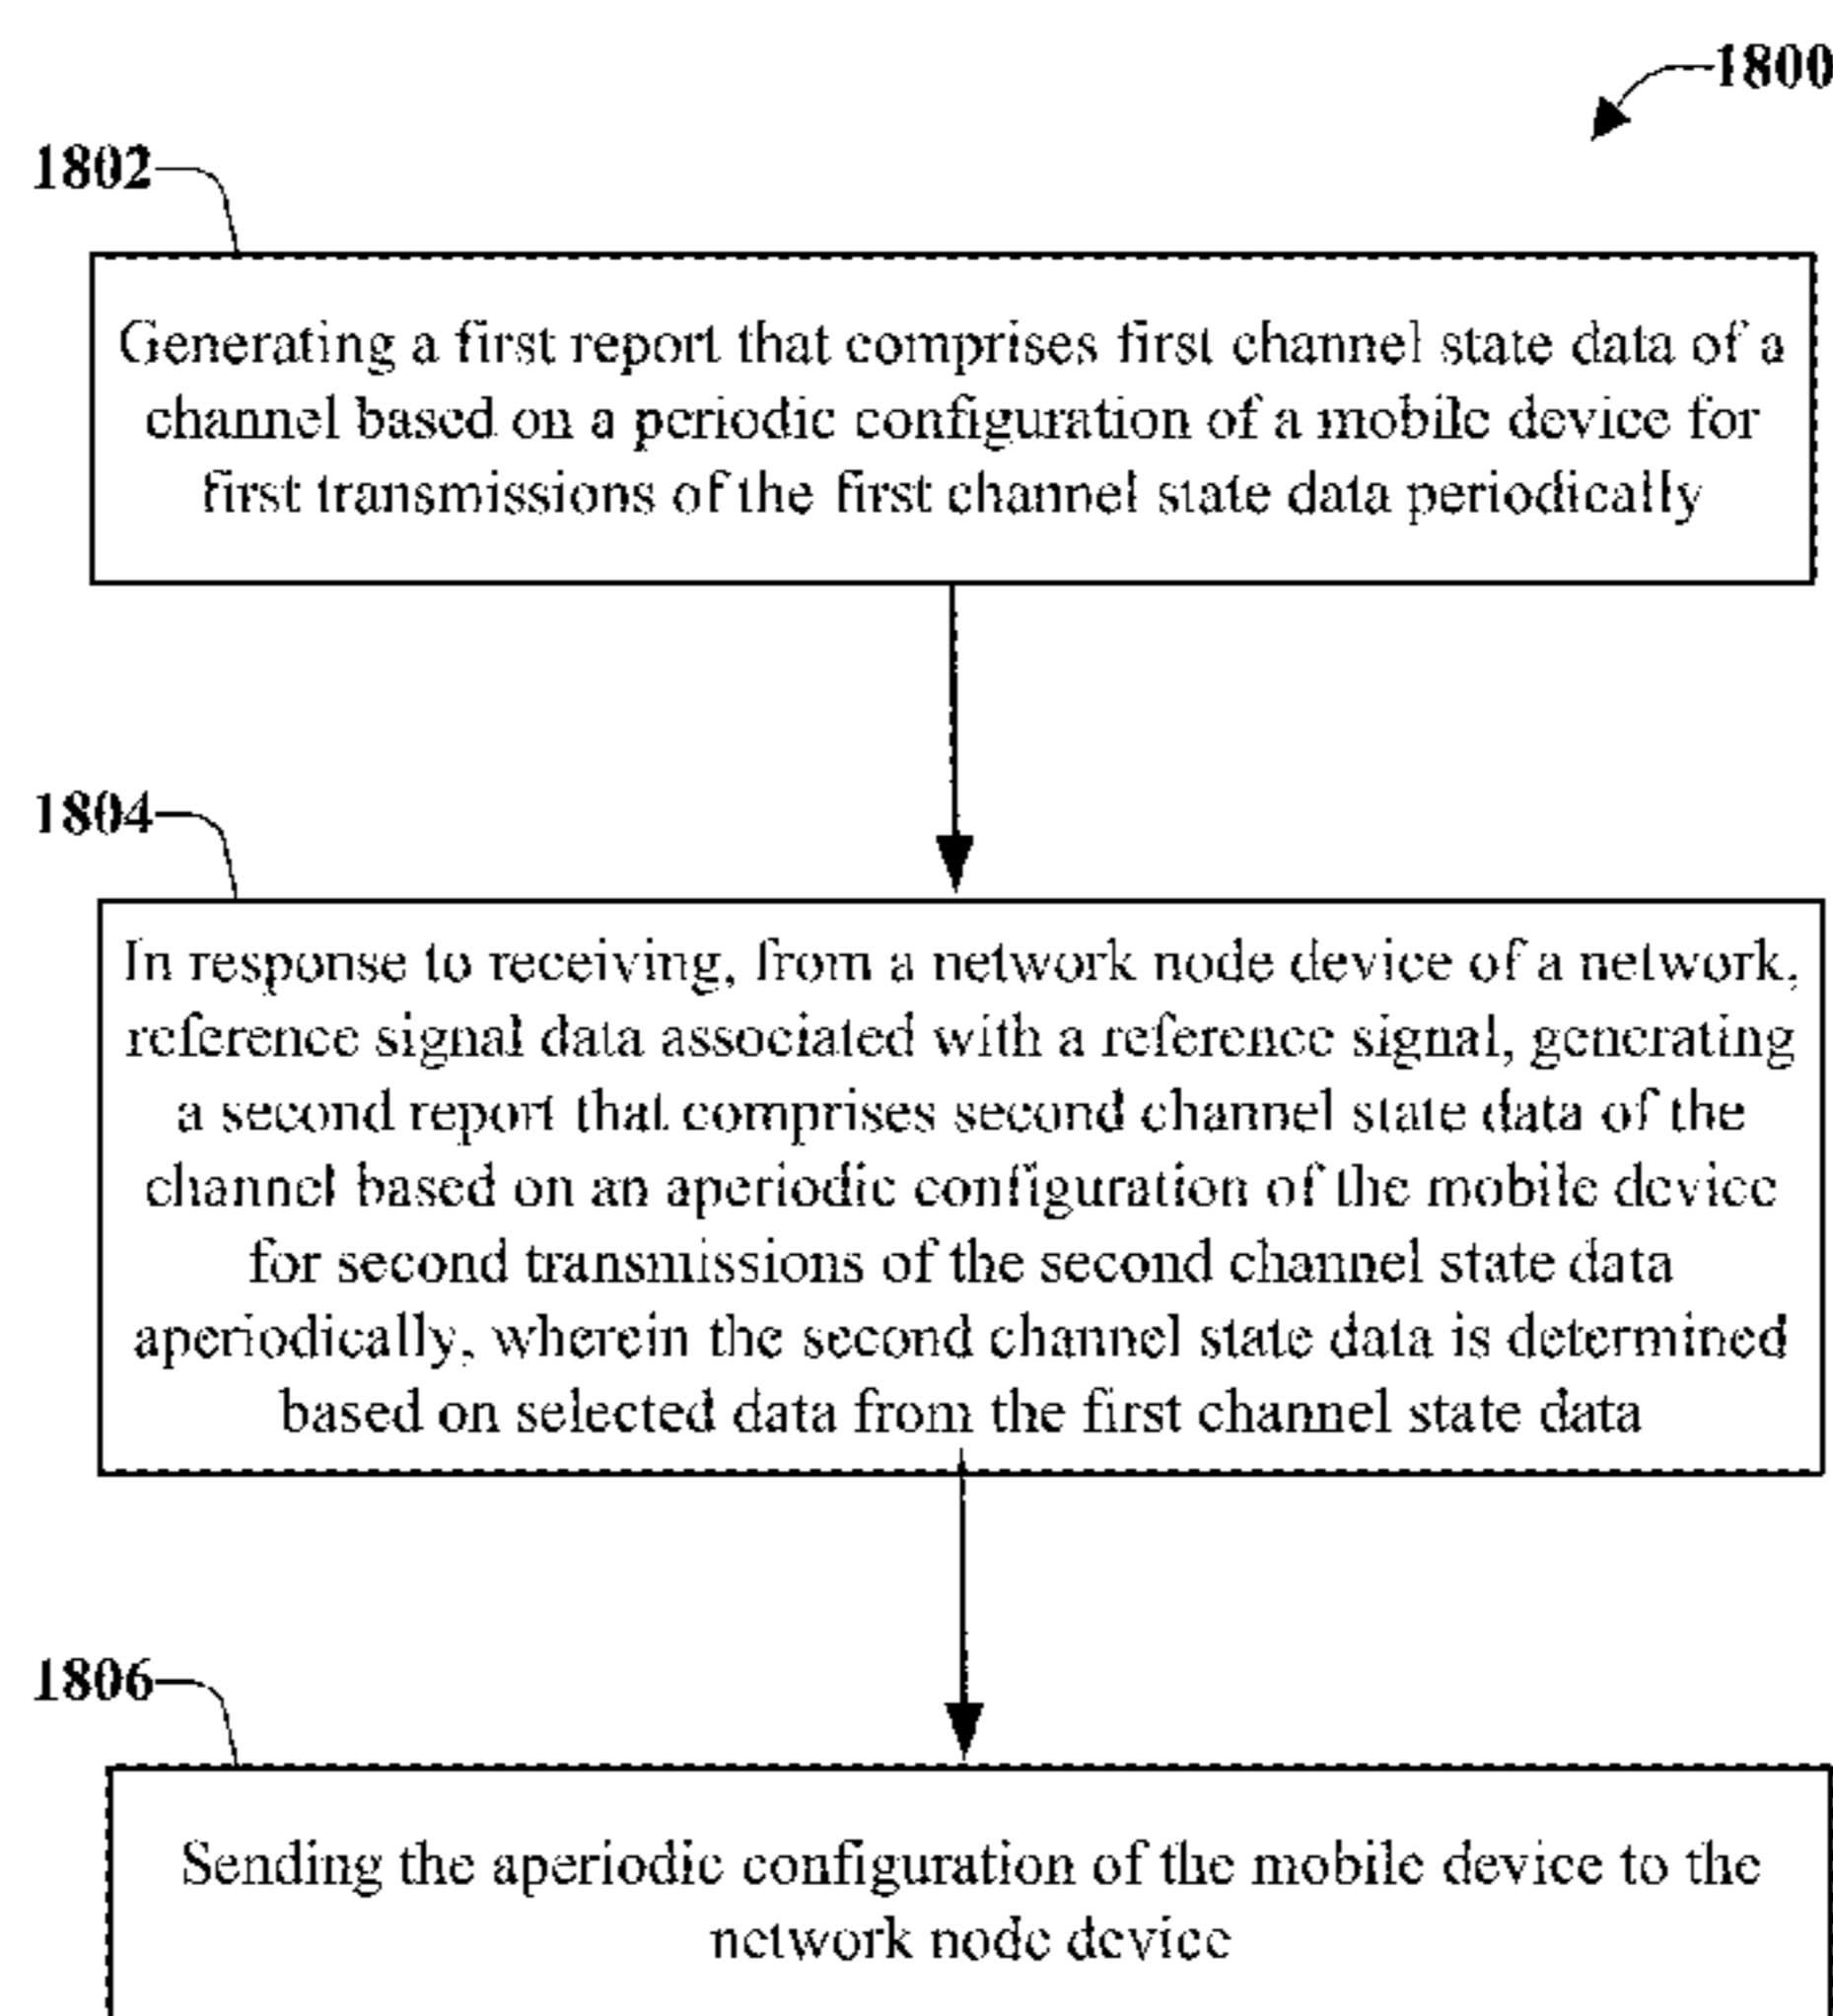 1800
1802
Generating a first report that comprises first channel state data of a
channel based on a periodic configuration of a mobile device for
first transmissions of the first channel state data periodically
1804
In response to receiving, from a network node device of a network,
reference signal data associated with a reference signal, generating
a second report that comprises second channel state data of the
channel based on an aperiodic configuration of the mobile device
for second transmissions of the second channel state data
aperiodically, wherein the second channel state data is determined
based on selected data from the first channel state data
1806
Sending the aperiodic configuration of the mobile device to the
network node device